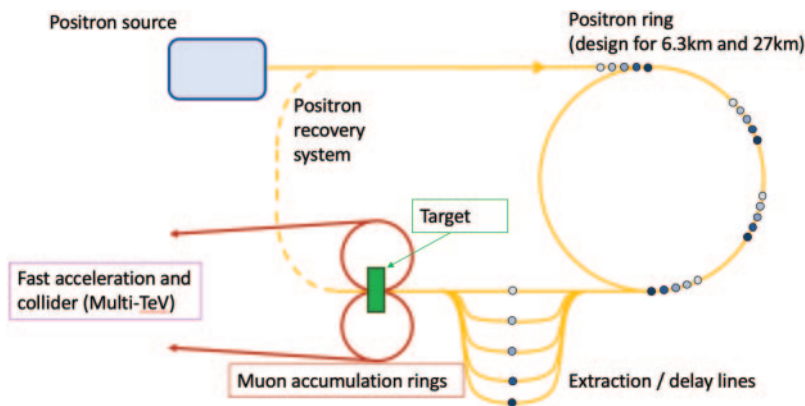 Positron source
Positron ring
(design for 6.3km and 27km)
Positron
recovery
system
Target
Fast acceleration and
collider (Multi-TeV)
Muon accumulation rings
Extraction / delay lines